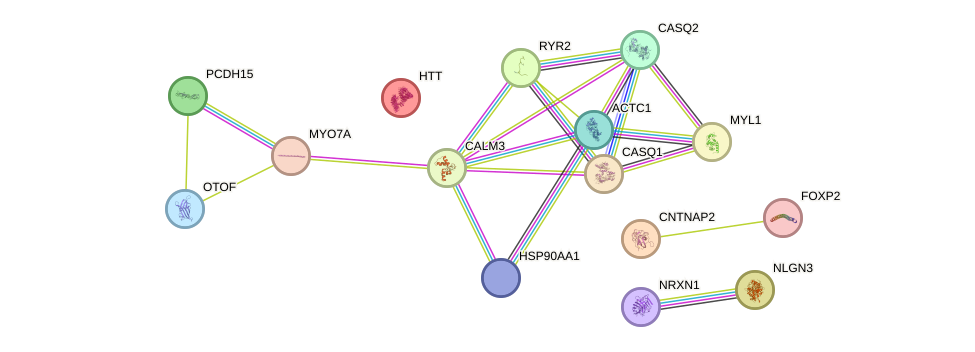 CASQ2
RYR2
PCDH15
HTT
ACTC1
MYL1
MYO7A
CALM3
CASQ1
OTOF
FOXP2
CNTNAP2
HSP90AA1
NLGN3
NRXN1